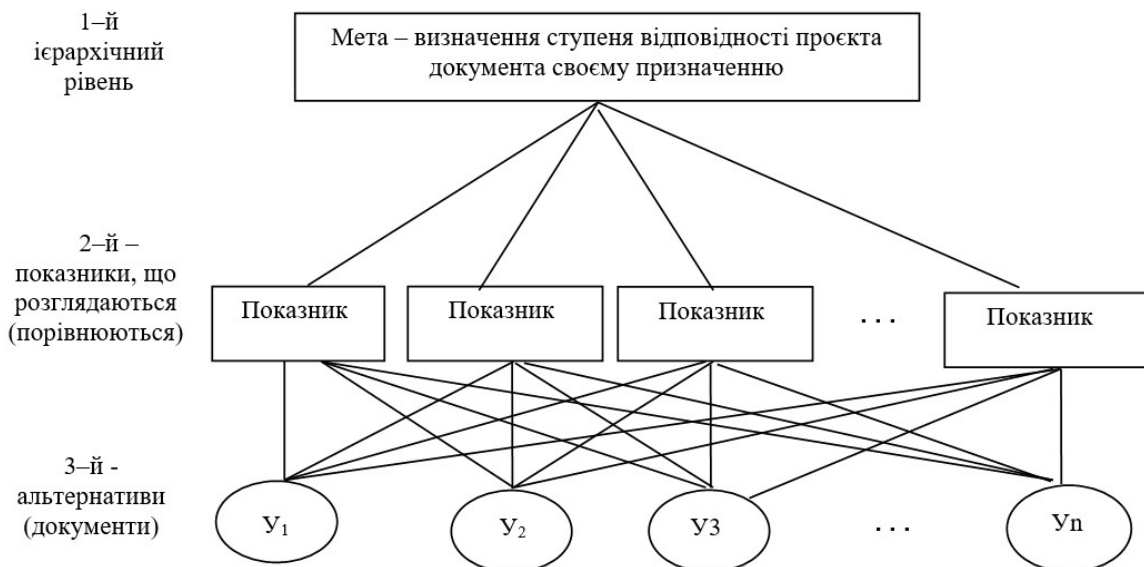 1–й
ієрархічний
рівень
Мета – визначення ступеня відповідності проєкта
документа своєму призначенню
2–й –
показники, що
розглядаються
(порівнюються)
Показник
Показник
Показник
. . .
Показник
3–й -
альтернативи
(документи)
У₁
У₂
У3
. . .
Уn